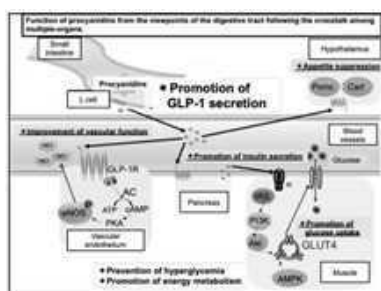 Function of procyanidin from the viewpoints of the digestive tract following the crosstalk among
multiple-organs.
Small
intestine
Hypothalamus
Appetite suppression
Pomc
Cart
Procyanidins
L cell
Promotion of
GLP-1 secretion
Improvement of vascular function
Blood
vessels
Promotion of Insulin secretion
Glucose
GLP-1R
AC
ATP
cAMP
PKA
eNOS
Pancreas
PI3K
Akt
Promotion of
glucose uptake
GLUT4
AMPK
Muscle
Vascular
endothelium
Prevention of hyperglycemia
Promotion of energy metabolism